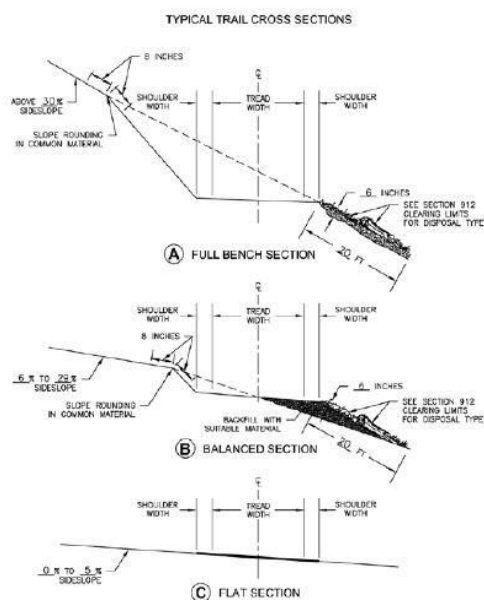 TYPICAL TRAIL CROSS SECTIONS
8 INCHES
℄
SHOULDER
WIDTH
TREAD
WIDTH
SHOULDER
WIDTH
ABOVE 30 %
SIDESLOPE
SLOPE ROUNDING
IN COMMON MATERIAL
6 INCHES
SEE SECTION 912
CLEARING LIMITS
FOR DISPOSAL TYPE
20 FT
A FULL BENCH SECTION
℄
SHOULDER
WIDTH
TREAD
WIDTH
SHOULDER
WIDTH
8 INCHES
6 % TO 29%
SIDESLOPE
SLOPE ROUNDING
IN COMMON MATERIAL
6 INCHES
BACKFILL WITH
SUITABLE MATERIAL
SEE SECTION 912
CLEARING LIMITS
FOR DISPOSAL TYPE
20 FT
B BALANCED SECTION
℄
SHOULDER
WIDTH
TREAD
WIDTH
SHOULDER
WIDTH
0 % TO 5 %
SIDESLOPE
C FLAT SECTION